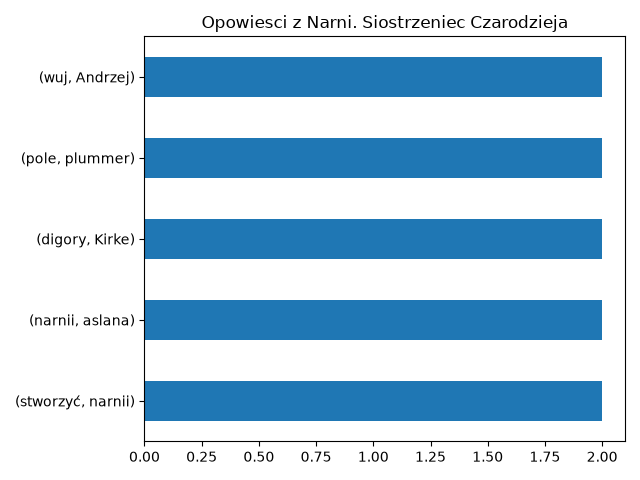 Opowiesci z Narni. Siostrzeniec Czarodzieja
(wuj, Andrzej)
(pole, plummer)
(digory, Kirke)
(narnii, aslana)
(stworzyć, narnii)
0.00 0.25 0.50 0.75 1.00 1.25 1.50 1.75 2.00